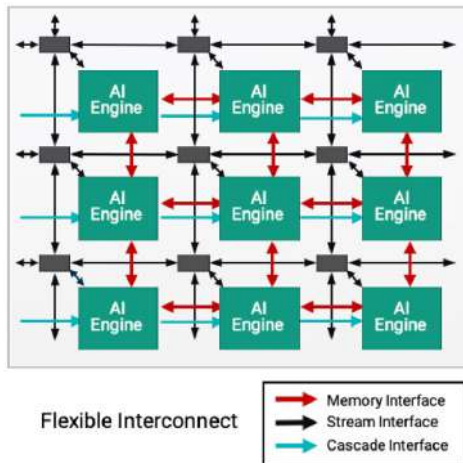 AI
Engine
AI
Engine
AI
Engine
AI
Engine
AI
Engine
AI
Engine
AI
Engine
AI
Engine
AI
Engine
Flexible Interconnect
Memory Interface
Stream Interface
Cascade Interface